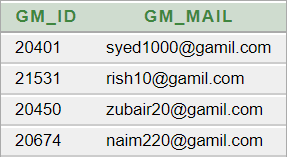 GM_ID GM_MAIL
20401 syed1000@gamil.com
21531 rish10@gamil.com
20450 zubair20@gamil.com
20674 naim220@gamil.com